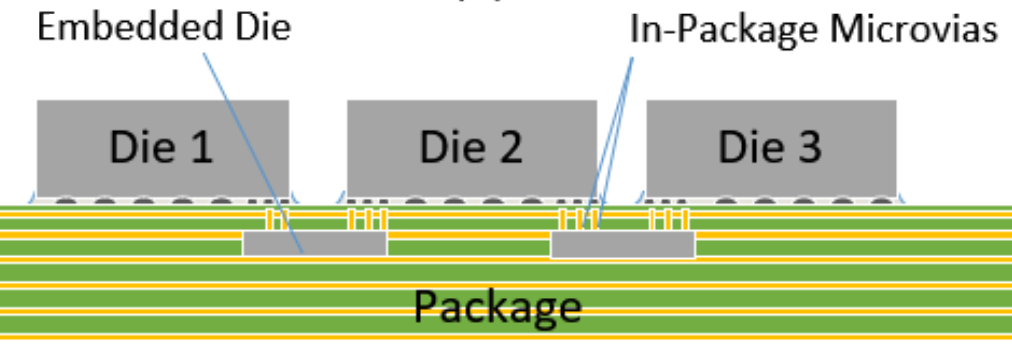 Embedded Die
In-Package Microvias
Die 1
Die 2
Die 3
Package